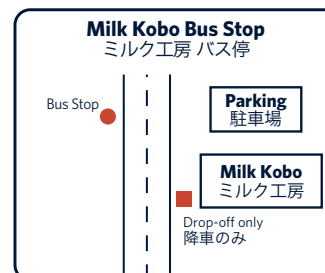 Milk Kobo Bus Stop
ミルク工房 バス停
Bus Stop
Parking
駐車場
Milk Kobo
ミルク工房
Drop-off only
降車のみ